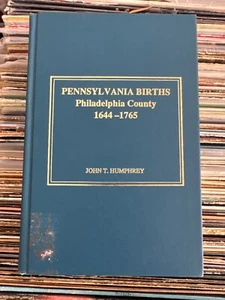 PENNSYLVANIA BIRTHS
Philadelphia County
1644 –1765
JOHN T. HUMPHREY